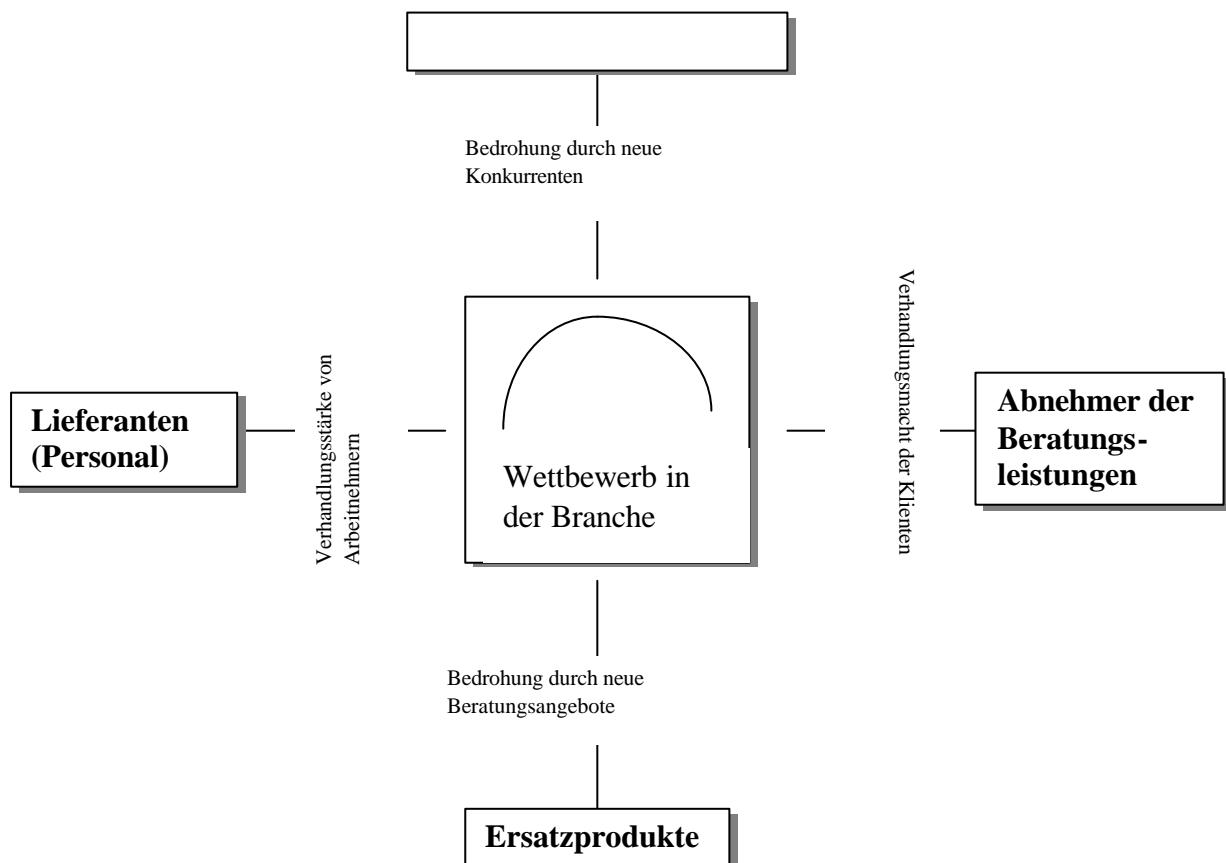 Bedrohung durch neue
Konkurrenten
Lieferanten
(Personal)
Verhandlungsstärke von
Arbeitnehmern
Wettbewerb in
der Branche
Verhandlungsmacht der Klienten
Abnehmer der
Beratungs-
leistungen
Bedrohung durch neue
Beratungsangebote
Ersatzprodukte